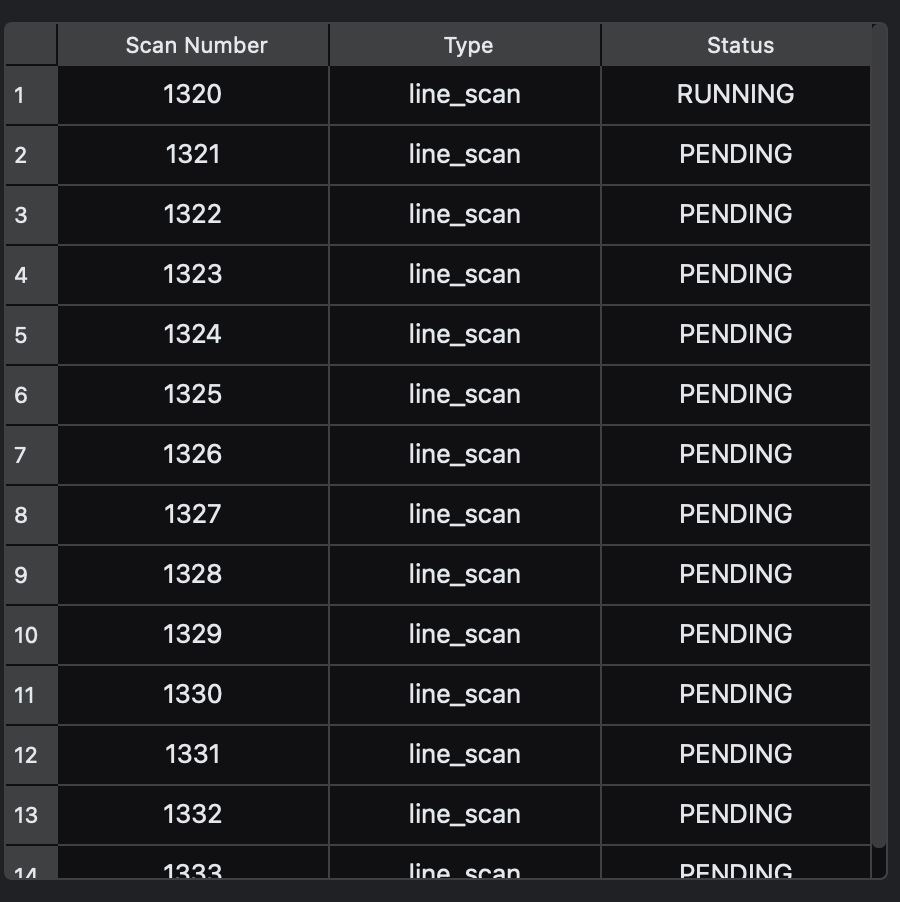 Scan Number Type Status
1 1320 line_scan RUNNING
2 1321 line_scan PENDING
3 1322 line_scan PENDING
4 1323 line_scan PENDING
5 1324 line_scan PENDING
6 1325 line_scan PENDING
7 1326 line_scan PENDING
8 1327 line_scan PENDING
9 1328 line_scan PENDING
10 1329 line_scan PENDING
11 1330 line_scan PENDING
12 1331 line_scan PENDING
13 1332 line_scan PENDING
14 1333 line_scan PENDING